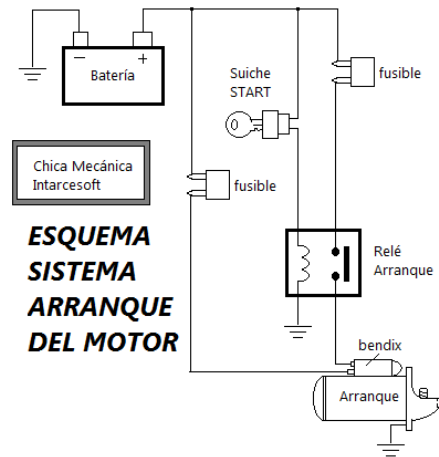 Batería
Suiche
START
fusible
Chica Mecánica
Intarcesoft
fusible
ESQUEMA
SISTEMA
ARRANQUE
DEL MOTOR
Relé
Arranque
bendix
Arranque